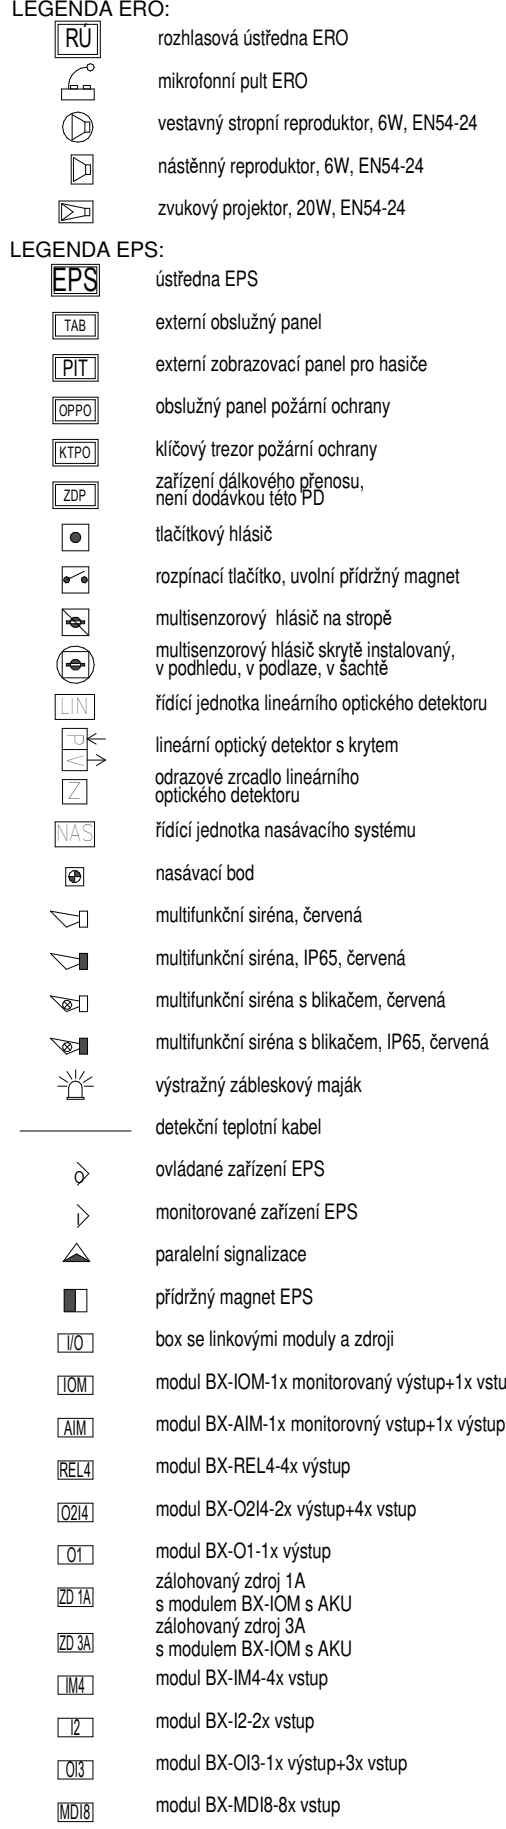 LEGENDA ERO:
RÚ rozhlasová ústředna ERO
mikrofonní pult ERO
vestavný stropní reproduktor, 6W, EN54-24
nástěnný reproduktor, 6W, EN54-24
zvukový projektor, 20W, EN54-24
LEGENDA EPS:
EPS ústředna EPS
TAB externí obslužný panel
PIT externí zobrazovací panel pro hasiče
OPPO obslužný panel požární ochrany
KTPO klíčový trezor požární ochrany
ZDP zařízení dálkového přenosu,
není dodávkou této PD
tlačítkový hlásič
rozpínací tlačítko, uvolní přídržný magnet
multisenzorový hlásič na stropě
multisenzorový hlásič skrytě instalovaný,
v podhledu, v podlaze, v šachtě
LIN řídící jednotka lineárního optického detektoru
P
V lineární optický detektor s krytem
Z odrazové zrcadlo lineárního
optického detektoru
NAS řídící jednotka nasávacího systému
nasávací bod
multifunkční siréna, červená
multifunkční siréna, IP65, červená
multifunkční siréna s blikačem, červená
multifunkční siréna s blikačem, IP65, červená
výstražný zábleskový maják
detekční teplotní kabel
o ovládané zařízení EPS
i monitorované zařízení EPS
paralelní signalizace
přídržný magnet EPS
I/O box se linkovými moduly a zdroji
IOM modul BX-IOM-1x monitorovaný výstup+1x vstu
AIM modul BX-AIM-1x monitorovný vstup+1x výstup
REL4 modul BX-REL4-4x výstup
O2I4 modul BX-O2I4-2x výstup+4x vstup
O1 modul BX-O1-1x výstup
ZD 1A zálohovaný zdroj 1A
s modulem BX-IOM s AKU
ZD 3A zálohovaný zdroj 3A
s modulem BX-IOM s AKU
IM4 modul BX-IM4-4x vstup
I2 modul BX-I2-2x vstup
OI3 modul BX-OI3-1x výstup+3x vstup
MDI8 modul BX-MDI8-8x vstup